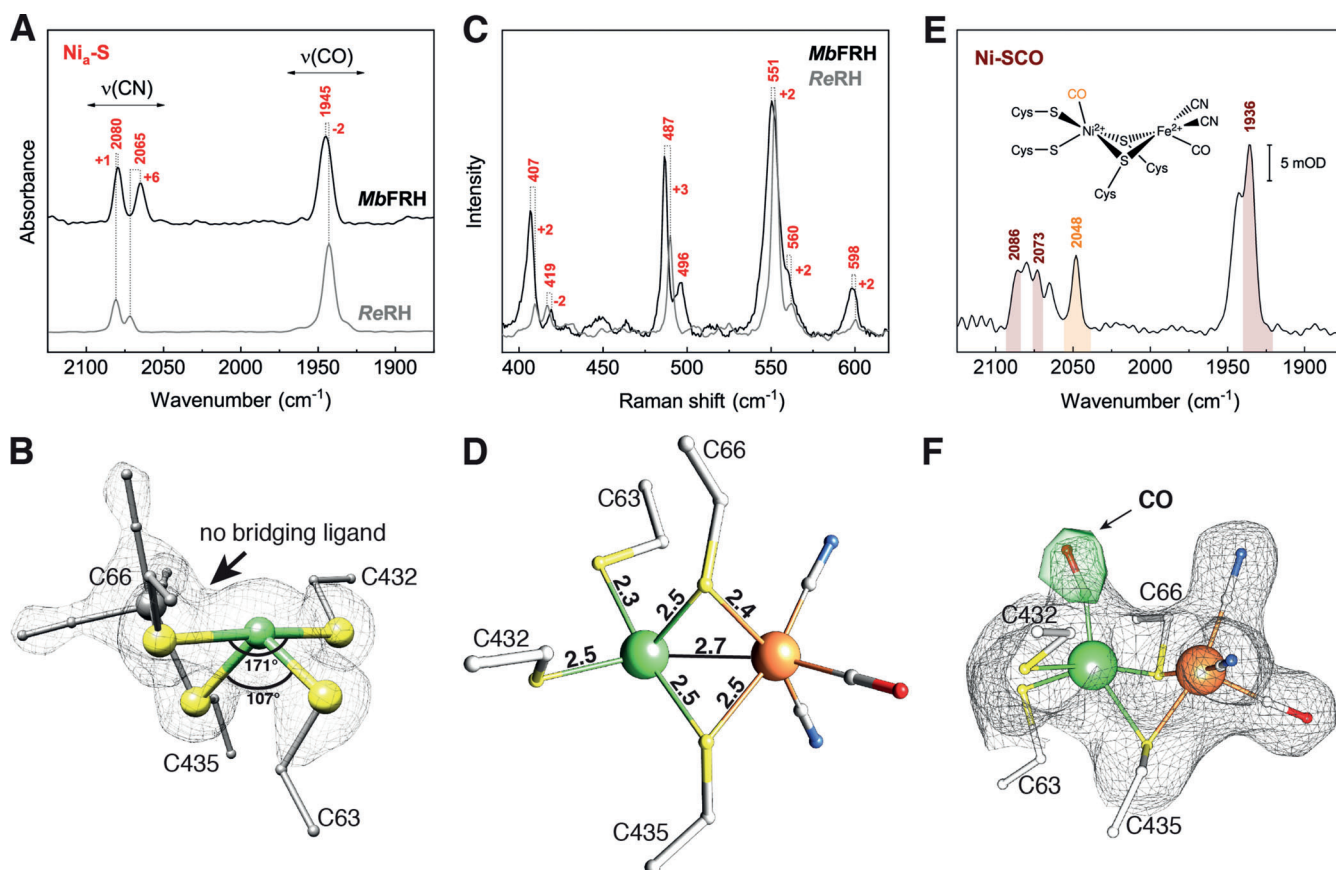 A
Ni_a-S
ν(CN)
ν(CO)
+1
2080
2065
+6
1945
-2
MbFRH
ReRH
Absorbance
2100 2050 2000 1950 1900
Wavenumber (cm⁻¹)
C
MbFRH
ReRH
407
+2
419
-2
487
+3
496
551
+2
560
+2
598
+2
Intensity
400 450 500 550 600
Raman shift (cm⁻¹)
E
Ni-SCO
CO
Cys S
Ni²⁺
Cys S
S
S
Cys
Cys
Fe²⁺
CN
CN
CO
1936
5 mOD
2086
2073
2048
2100 2050 2000 1950 1900
Wavenumber (cm⁻¹)
B
no bridging ligand
C66
C432
171°
107°
C435
C63
D
C66
C63
C432
2.3
2.5
2.4
2.5
2.7
2.5
2.5
C435
F
CO
C66
C432
C63
C435